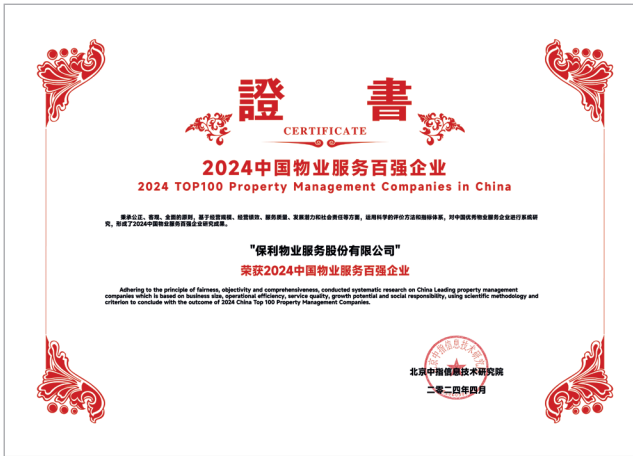 證 書
CERTIFICATE
2024中国物业服务百强企业
2024 TOP100 Property Management Companies in China
秉承公正、客观、全面的原则，基于经营规模、经营绩效、服务质量、发展潜力和社会责任等方面，运用科学的评价方法和指标体系，对中国优秀物业服务企业进行系统研
究，形成了2024中国物业服务百强企业研究成果。
"保利物业服务股份有限公司"
荣获2024中国物业服务百强企业
Adhering to the principle of fairness, objectivity and comprehensiveness, conducted systematic research on China Leading property management
companies which is based on business size, operational efficiency, service quality, growth potential and social responsibility, using scientific methodology and
criterion to conclude with the outcome of 2024 China Top 100 Property Management Companies.
北京中指信息技术研究院
北京中指信息技术研究院
二零二四年四月